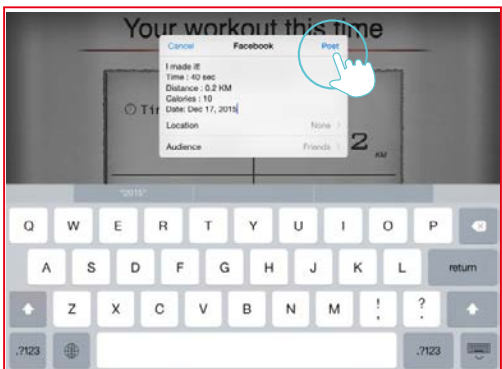 Your workout this time
Cancel Facebook Post
I made it!
Time : 40 sec
Distance : 0.2 KM
Calories : 10
Date: Dec 17, 2015
Location None
Audience Friends
Ti
2 KM
"2015"
Q W E R T Y U I O P
A S D F G H J K L return
Z X C V B N M ! , ? .
.?123 .?123